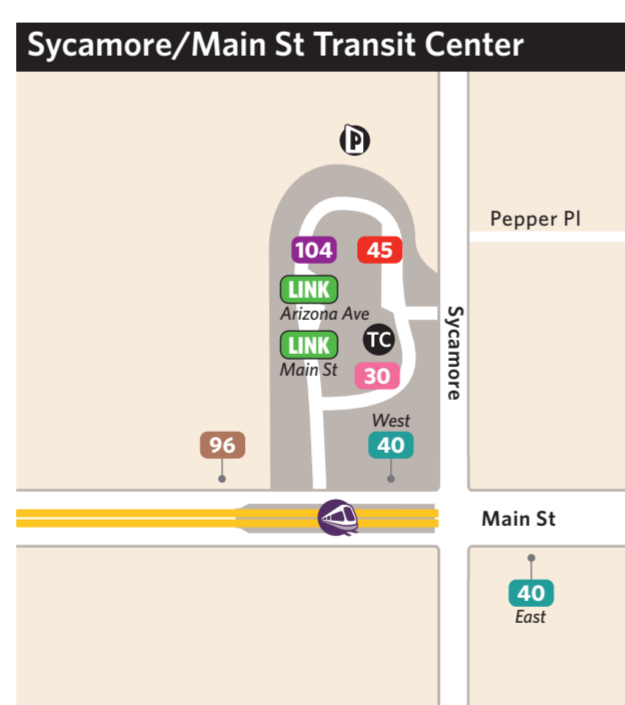 Sycamore/Main St Transit Center
P
Pepper Pl
104
45
LINK
Arizona Ave
LINK
Main St
TC
30
Sycamore
West
40
96
Main St
40
East